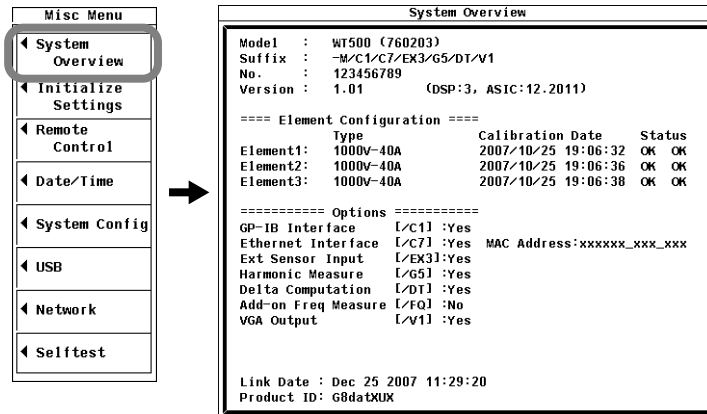 Misc Menu
System
Overview
Initialize
Settings
Remote
Control
Date/Time
System Config
USB
Network
Selftest
System Overview
Model : WT500 (760203)
Suffix : -M/C1/C7/EX3/G5/DT/V1
No. : 123456789
Version : 1.01 (DSP:3, ASIC:12.2011)
==== Element Configuration ====
Type Calibration Date Status
Element1: 1000V-40A 2007/10/25 19:06:32 OK OK
Element2: 1000V-40A 2007/10/25 19:06:36 OK OK
Element3: 1000V-40A 2007/10/25 19:06:38 OK OK
=========== Options ===========
GP-IB Interface [/C1] :Yes
Ethernet Interface [/C7] :Yes MAC Address:xxxxxx_xxx_xxx
Ext Sensor Input [/EX3]:Yes
Harmonic Measure [/G5] :Yes
Delta Computation [/DT] :Yes
Add-on Freq Measure [/FQ] :No
VGA Output [/V1] :Yes
Link Date : Dec 25 2007 11:29:20
Product ID: G8datXUX